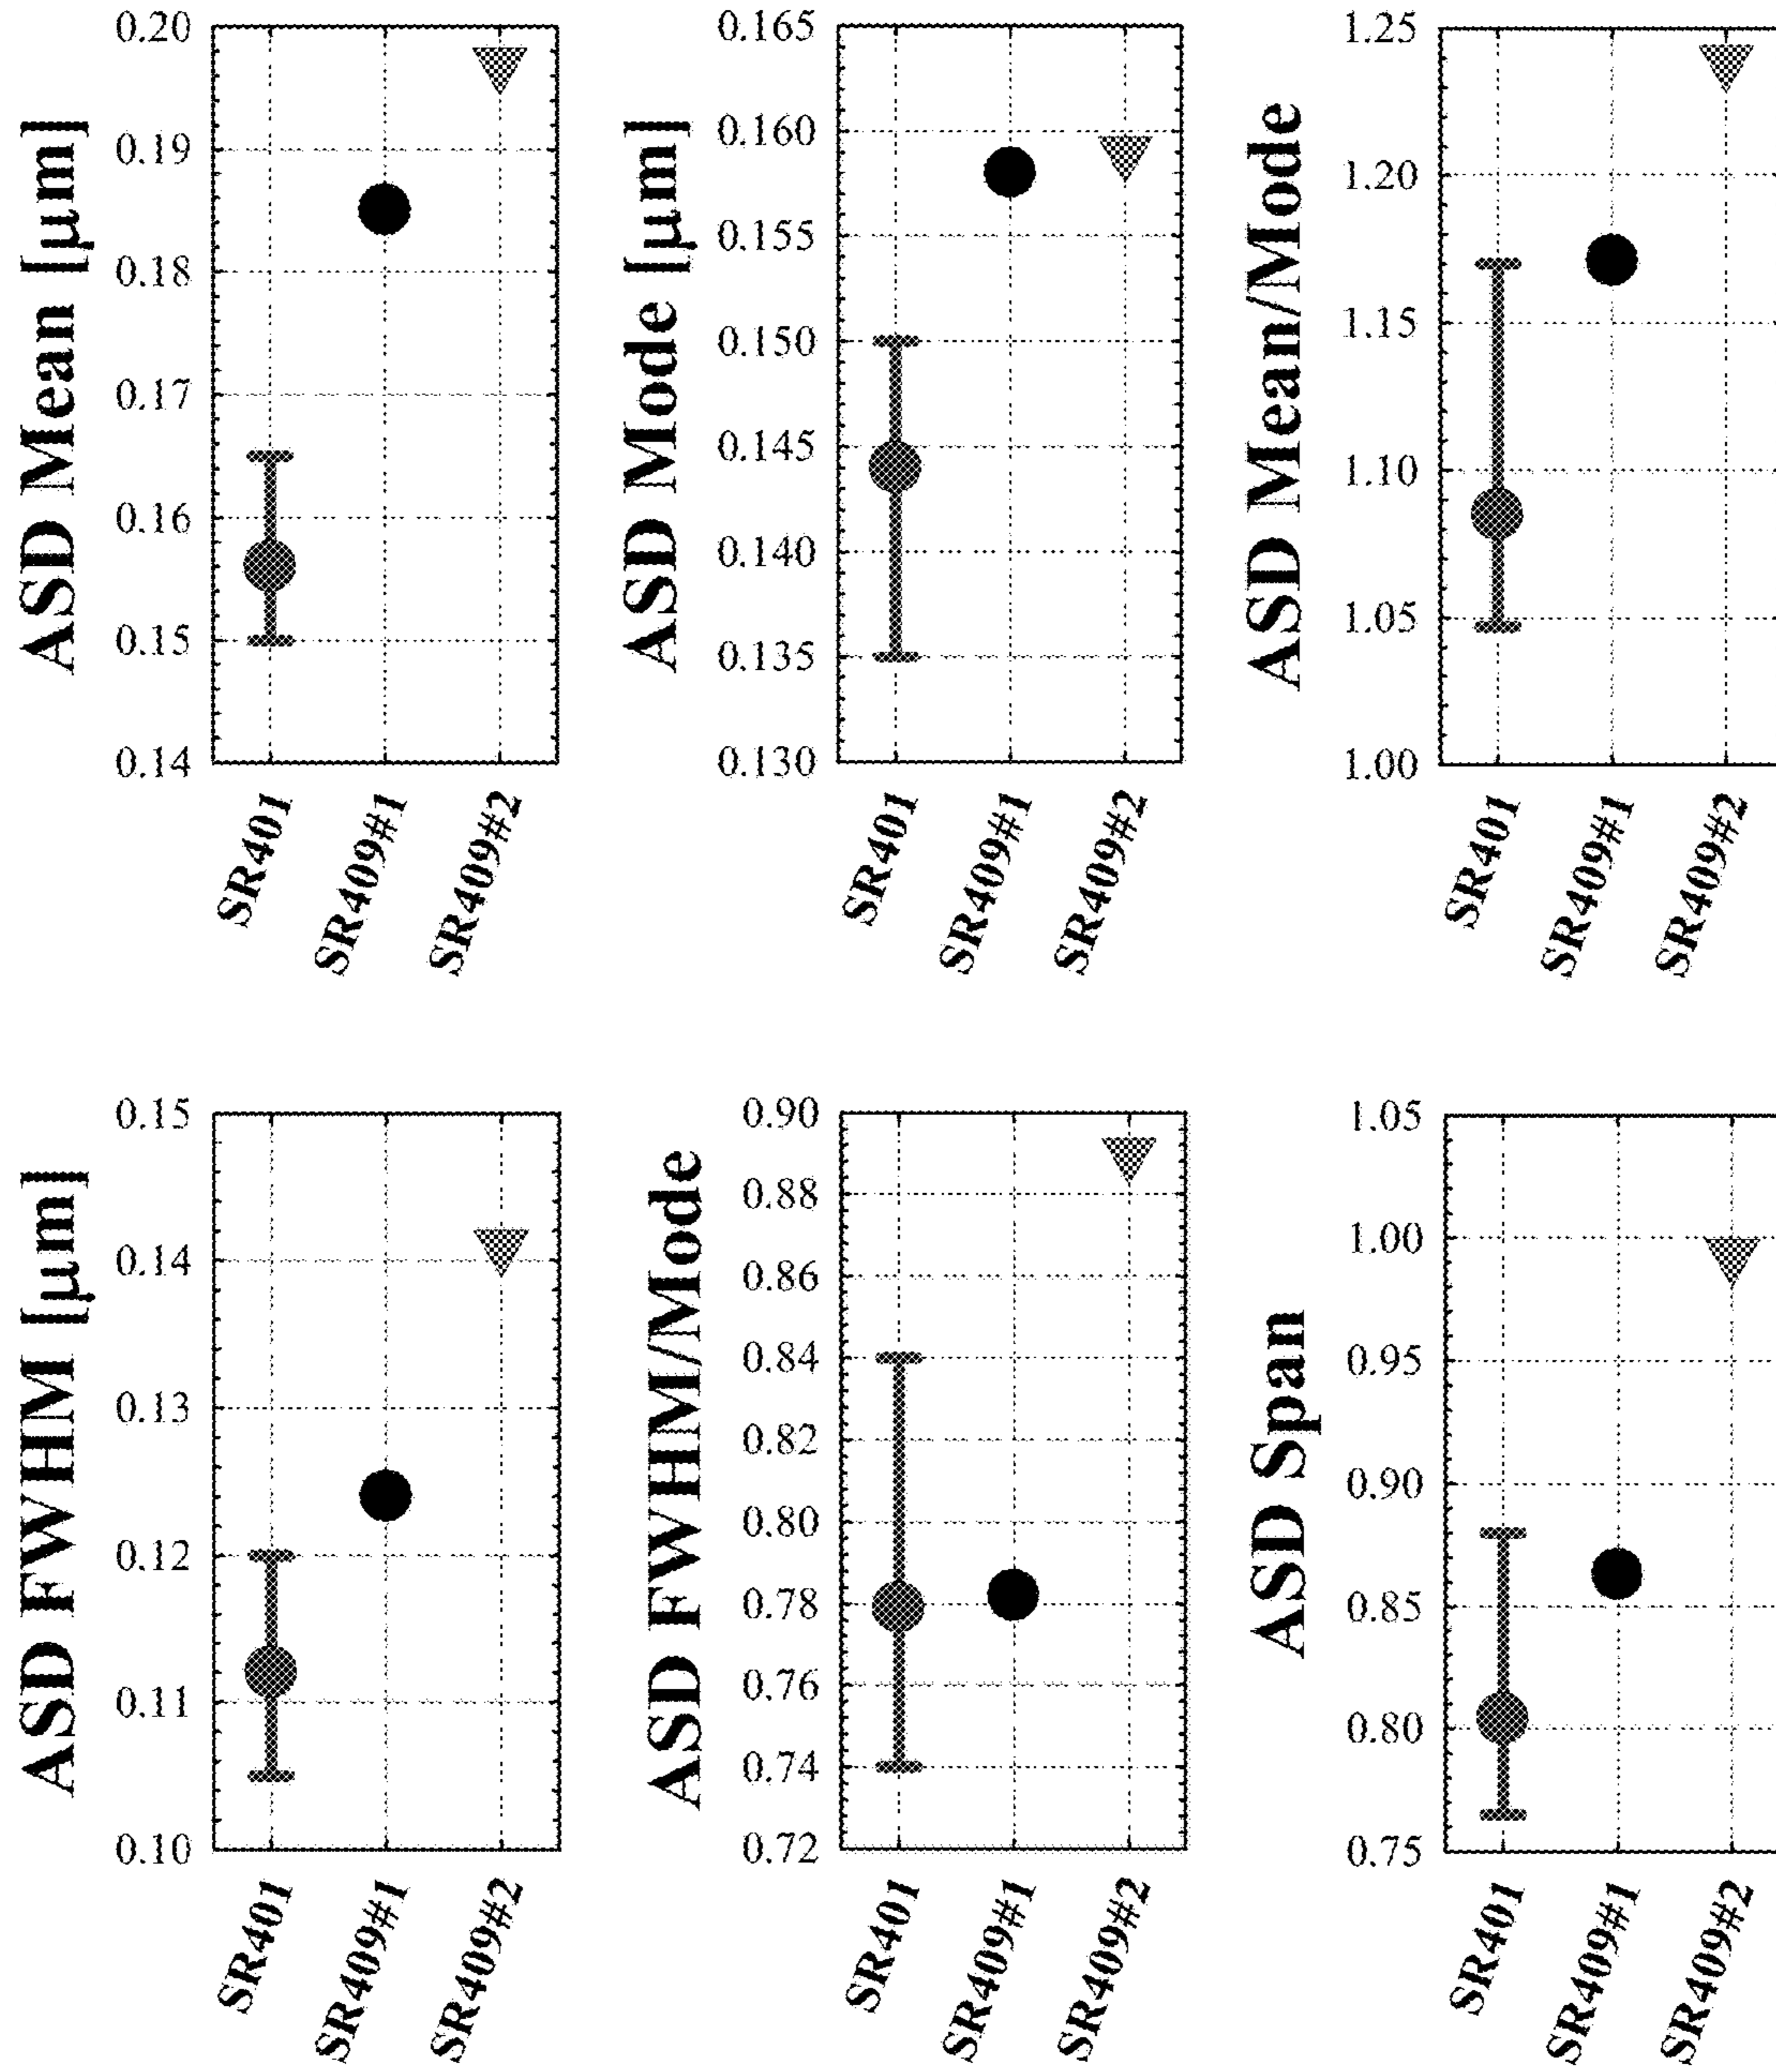 ASD Mean [µm]
0.20
0.19
0.18
0.17
0.16
0.15
0.14
SR401
SR409#1
SR409#2
ASD Mode [µm]
0.165
0.160
0.155
0.150
0.145
0.140
0.135
0.130
SR401
SR409#1
SR409#2
ASD Mean/Mode
1.25
1.20
1.15
1.10
1.05
1.00
SR401
SR409#1
SR409#2
ASD FWHM [µm]
0.15
0.14
0.13
0.12
0.11
0.10
SR401
SR409#1
SR409#2
ASD FWHM/Mode
0.90
0.88
0.86
0.84
0.82
0.80
0.78
0.76
0.74
0.72
SR401
SR409#1
SR409#2
ASD Span
1.05
1.00
0.95
0.90
0.85
0.80
0.75
SR401
SR409#1
SR409#2